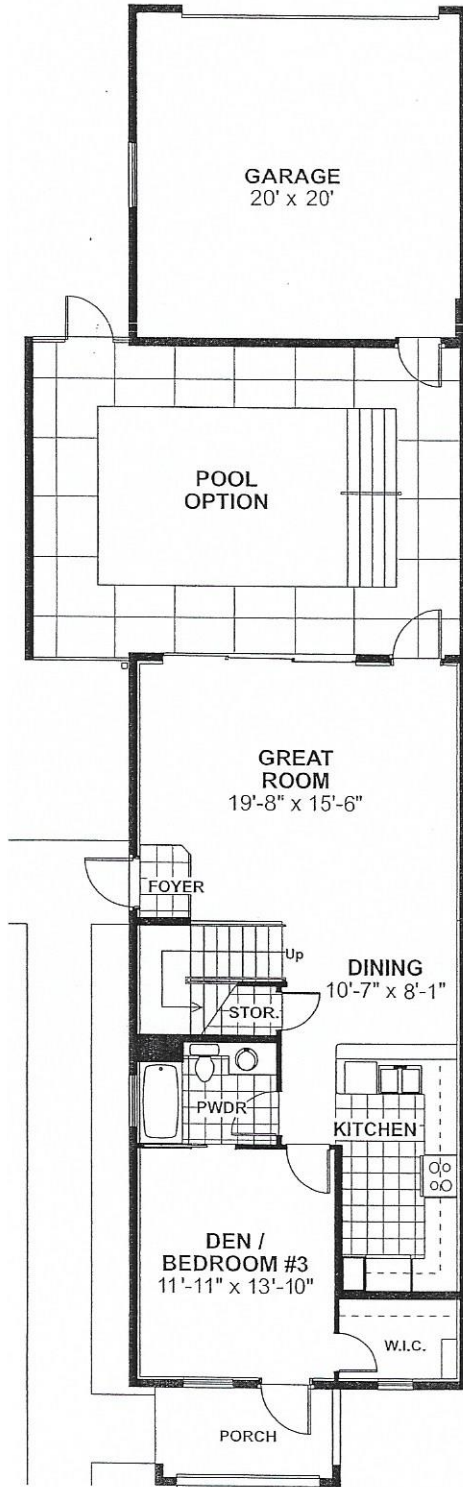 GARAGE
20' x 20'
POOL
OPTION
GREAT
ROOM
19'-8" x 15'-6"
FOYER
Up
DINING
10'-7" x 8'-1"
STOR.
PWDR
KITCHEN
DEN /
BEDROOM #3
11'-11" x 13'-10"
W.I.C.
PORCH